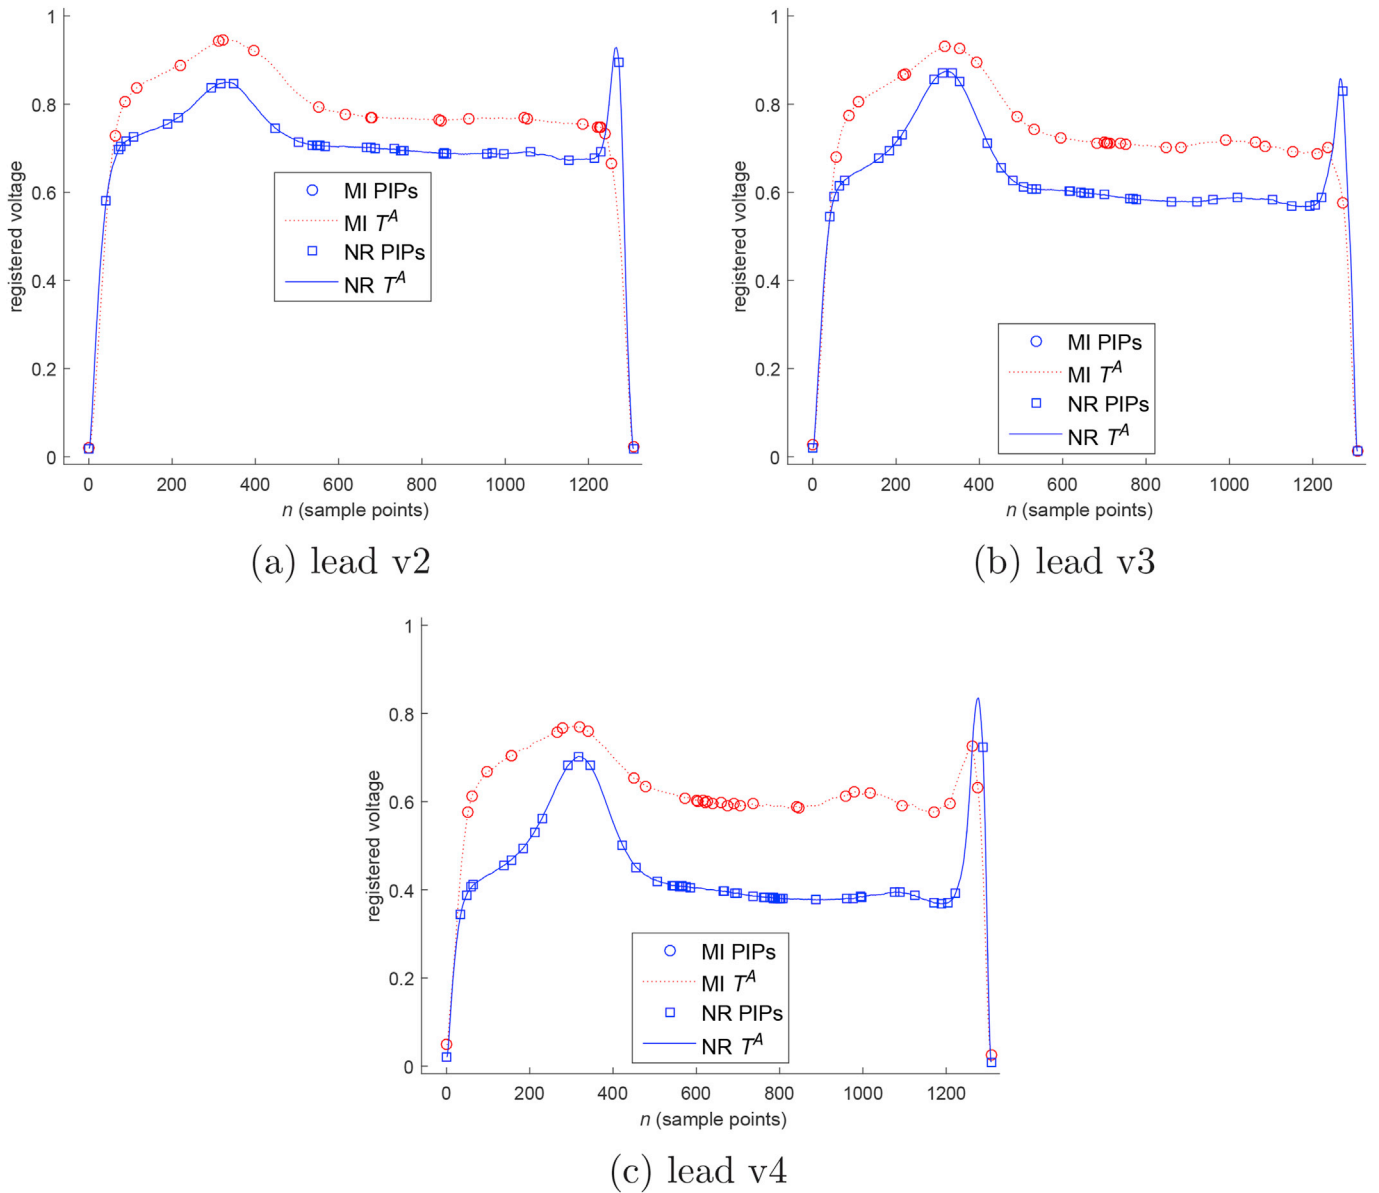 1
0.8
0.6
0.4
0.2
0
registered voltage
MI PIPs
MI T^A
NR PIPs
NR T^A
0 200 400 600 800 1000 1200
n (sample points)
(a) lead v2
1
0.8
0.6
0.4
0.2
0
registered voltage
MI PIPs
MI T^A
NR PIPs
NR T^A
0 200 400 600 800 1000 1200
n (sample points)
(b) lead v3
1
0.8
0.6
0.4
0.2
0
registered voltage
MI PIPs
MI T^A
NR PIPs
NR T^A
0 200 400 600 800 1000 1200
n (sample points)
(c) lead v4